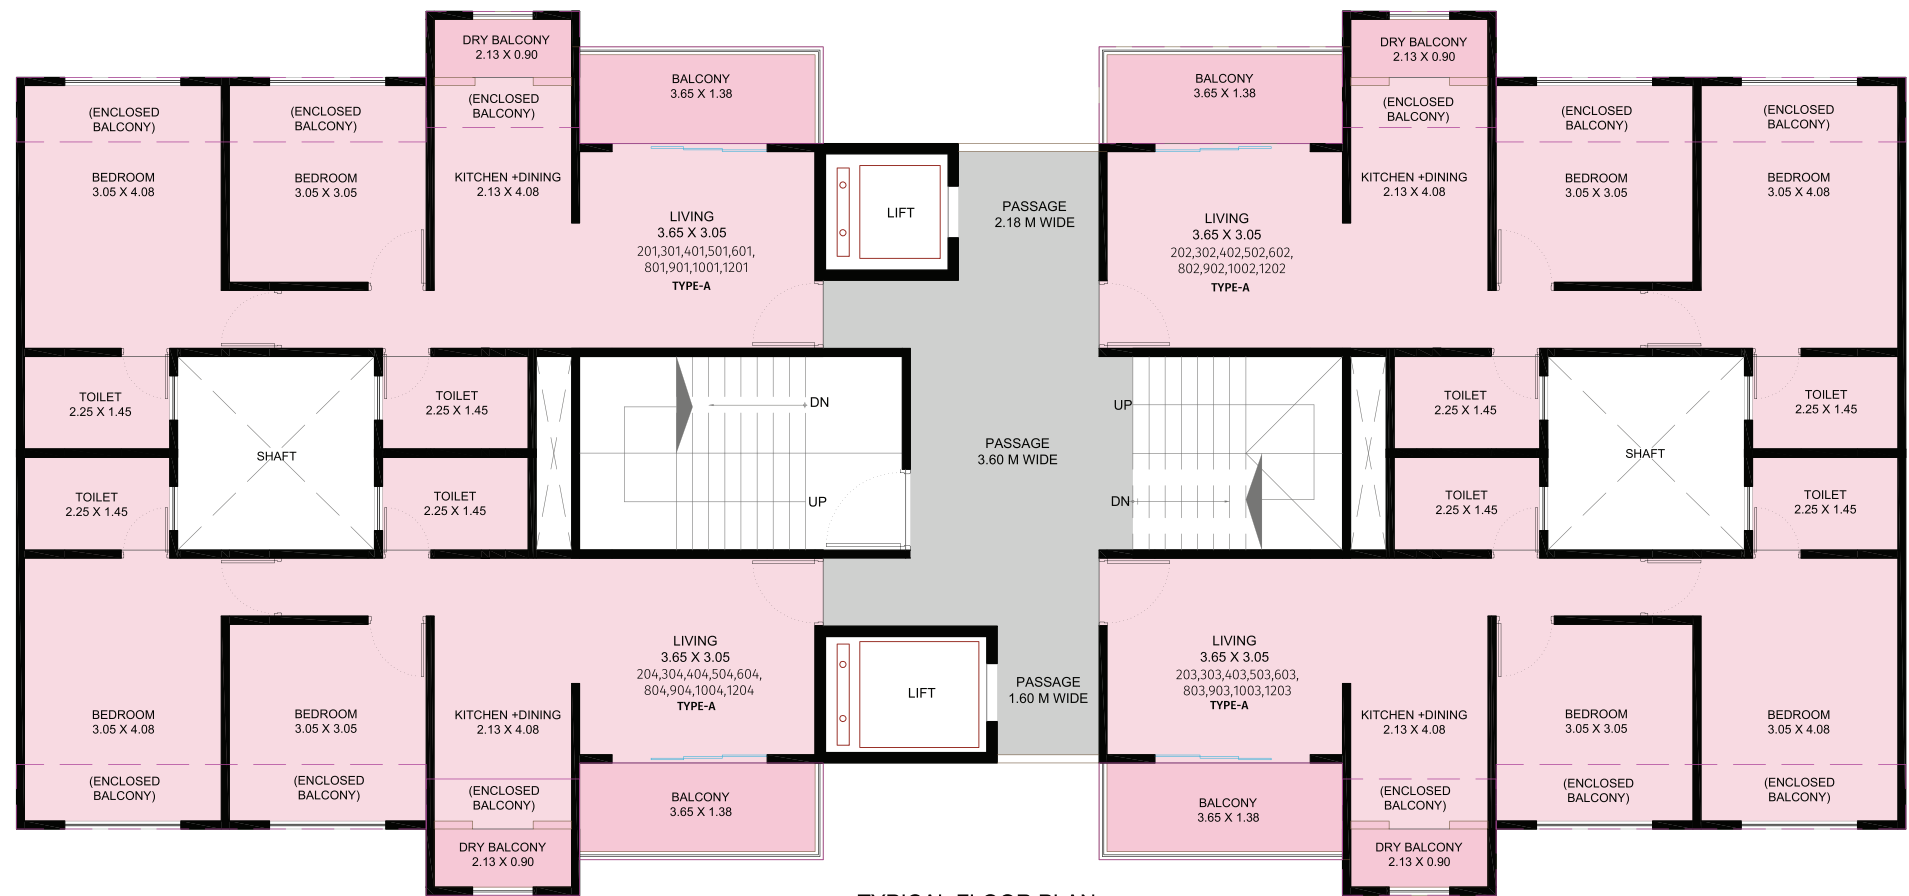 DRY BALCONY
2.13 X 0.90
DRY BALCONY
2.13 X 0.90
BALCONY
3.65 X 1.38
BALCONY
3.65 X 1.38
(ENCLOSED
BALCONY)
(ENCLOSED
BALCONY)
(ENCLOSED
BALCONY)
(ENCLOSED
BALCONY)
(ENCLOSED
BALCONY)
(ENCLOSED
BALCONY)
BEDROOM
3.05 X 4.08
BEDROOM
3.05 X 3.05
KITCHEN +DINING
2.13 X 4.08
KITCHEN +DINING
2.13 X 4.08
BEDROOM
3.05 X 3.05
BEDROOM
3.05 X 4.08
LIVING
3.65 X 3.05
201,301,401,501,601,
801,901,1001,1201
TYPE-A
LIFT
PASSAGE
2.18 M WIDE
LIVING
3.65 X 3.05
202,302,402,502,602,
802,902,1002,1202
TYPE-A
TOILET
2.25 X 1.45
TOILET
2.25 X 1.45
DN
UP
TOILET
2.25 X 1.45
TOILET
2.25 X 1.45
SHAFT
PASSAGE
3.60 M WIDE
SHAFT
TOILET
2.25 X 1.45
TOILET
2.25 X 1.45
UP
DN
TOILET
2.25 X 1.45
TOILET
2.25 X 1.45
LIVING
3.65 X 3.05
204,304,404,504,604,
804,904,1004,1204
TYPE-A
LIFT
PASSAGE
1.60 M WIDE
LIVING
3.65 X 3.05
203,303,403,503,603,
803,903,1003,1203
TYPE-A
BEDROOM
3.05 X 4.08
BEDROOM
3.05 X 3.05
KITCHEN +DINING
2.13 X 4.08
KITCHEN +DINING
2.13 X 4.08
BEDROOM
3.05 X 3.05
BEDROOM
3.05 X 4.08
(ENCLOSED
BALCONY)
(ENCLOSED
BALCONY)
(ENCLOSED
BALCONY)
BALCONY
3.65 X 1.38
BALCONY
3.65 X 1.38
(ENCLOSED
BALCONY)
(ENCLOSED
BALCONY)
(ENCLOSED
BALCONY)
DRY BALCONY
2.13 X 0.90
DRY BALCONY
2.13 X 0.90
TYPICAL FLOOR PLAN